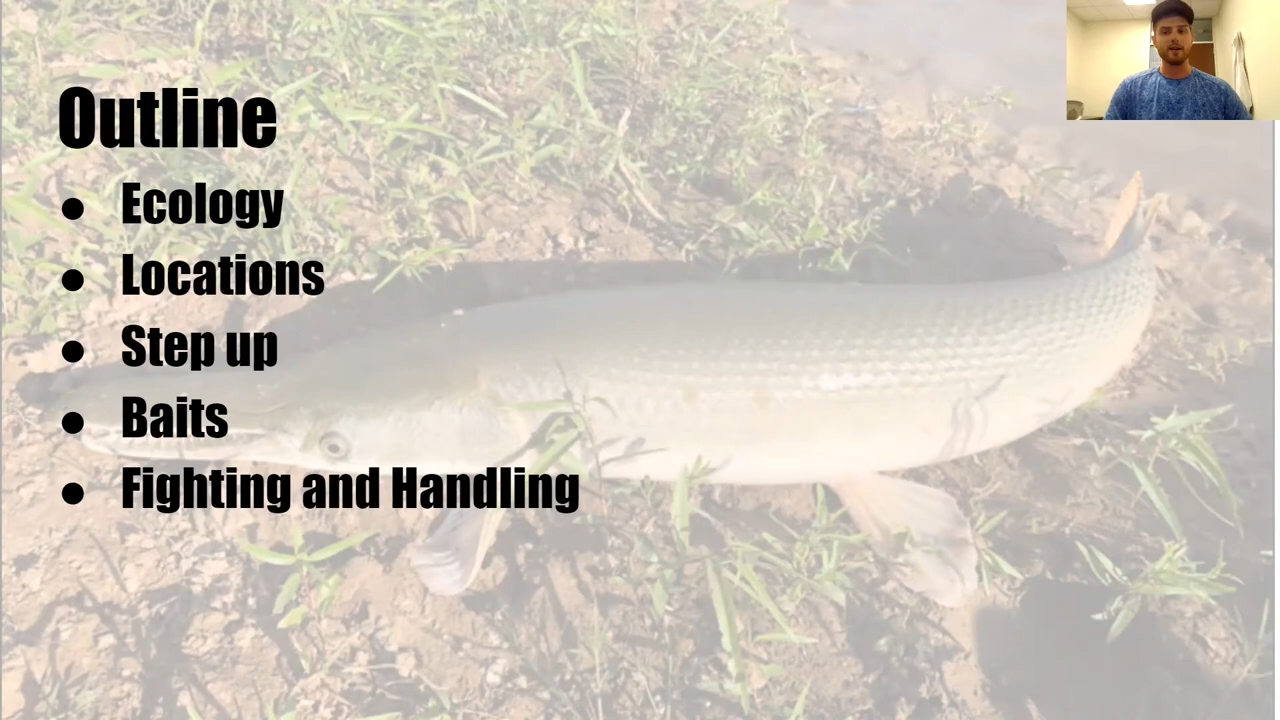 Outline
● Ecology
● Locations
● Step up
● Baits
● Fighting and Handling